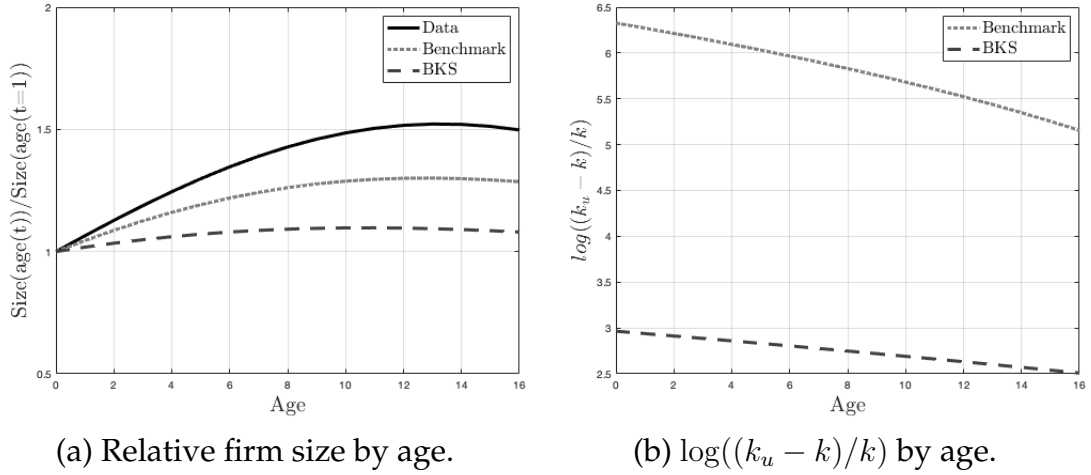 2
1.5
1
0.5
0 2 4 6 8 10 12 14 16
Age
Size(age(t))/Size(age(t=1))
Data
Benchmark
BKS
(a) Relative firm size by age.
6.5
6
5.5
5
4.5
4
3.5
3
2.5
0 2 4 6 8 10 12 14 16
Age
log((k_u − k)/k)
Benchmark
BKS
(b) log((k_u − k)/k) by age.